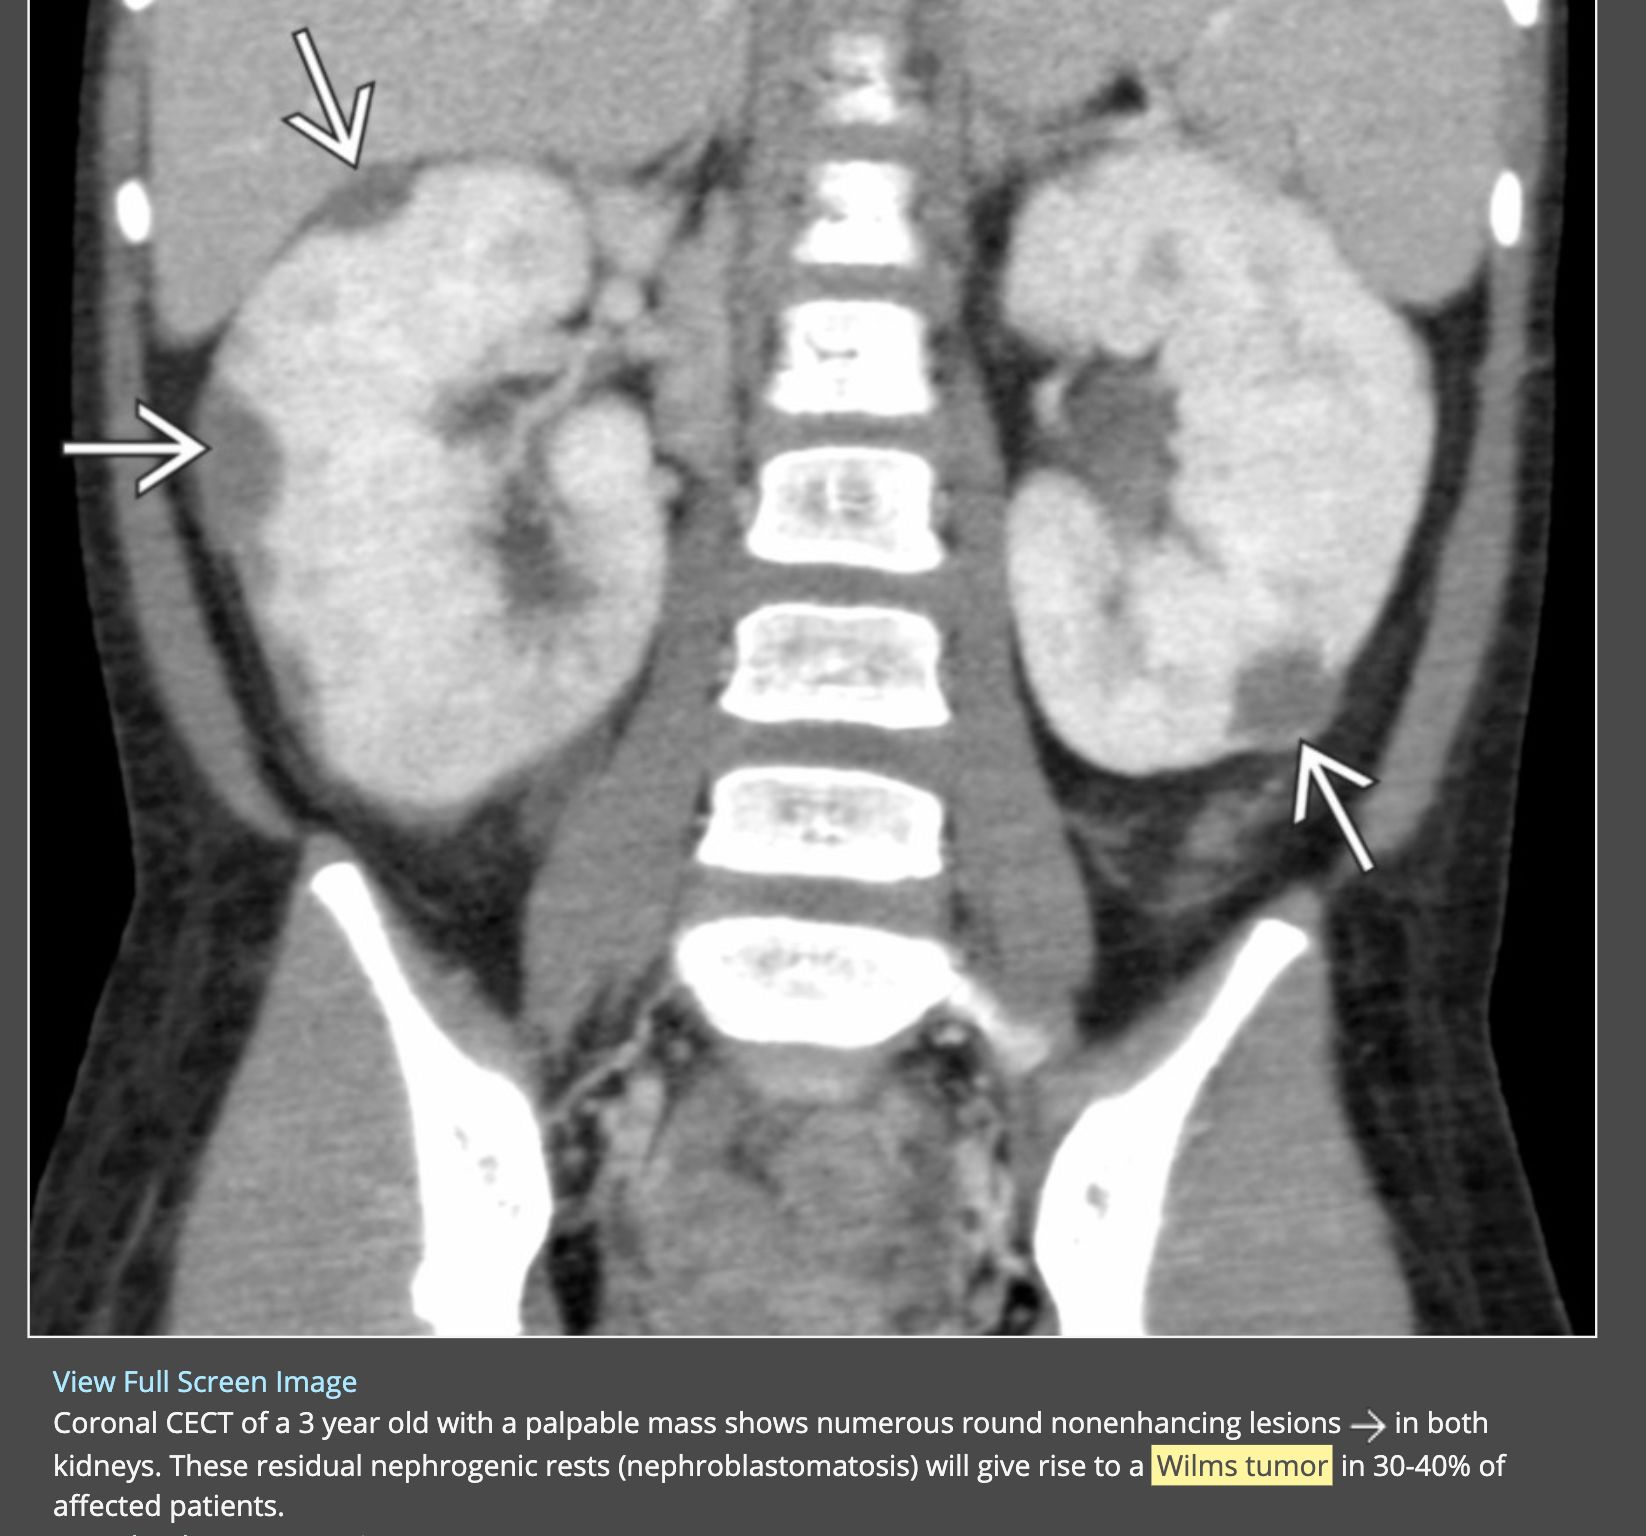 View Full Screen Image
Coronal CECT of a 3 year old with a palpable mass shows numerous round nonenhancing lesions → in both
kidneys. These residual nephrogenic rests (nephroblastomatosis) will give rise to a Wilms tumor in 30-40% of
affected patients.